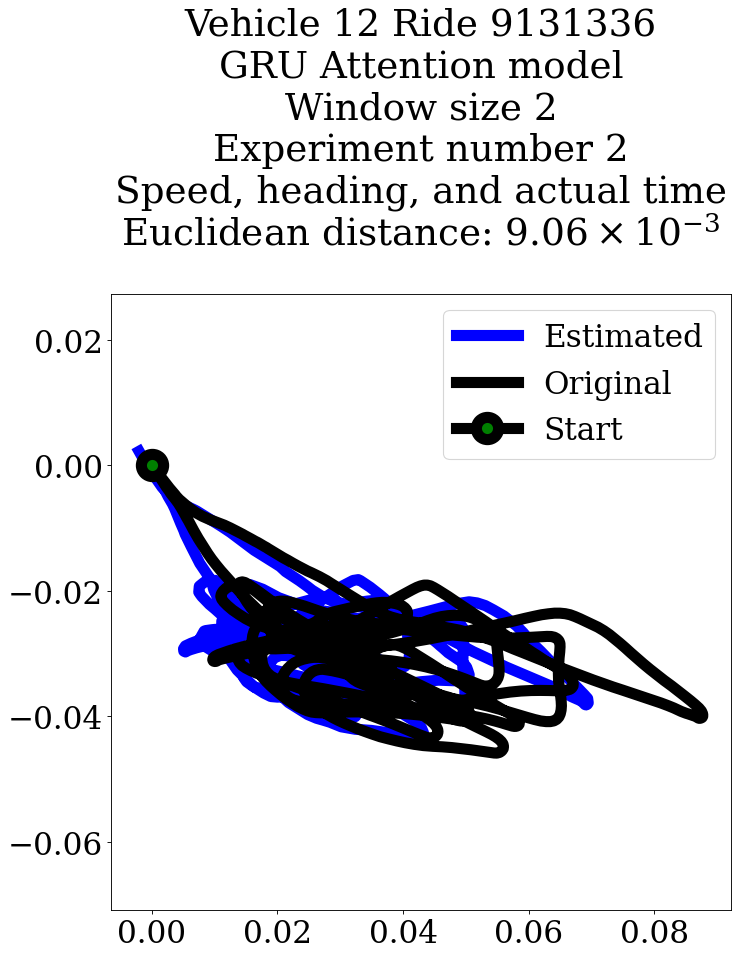 Vehicle 12 Ride 9131336
GRU Attention model
Window size 2
Experiment number 2
Speed, heading, and actual time
Euclidean distance: 9.06 × 10⁻³
Estimated
Original
Start
0.02
0.00
−0.02
−0.04
−0.06
0.00 0.02 0.04 0.06 0.08